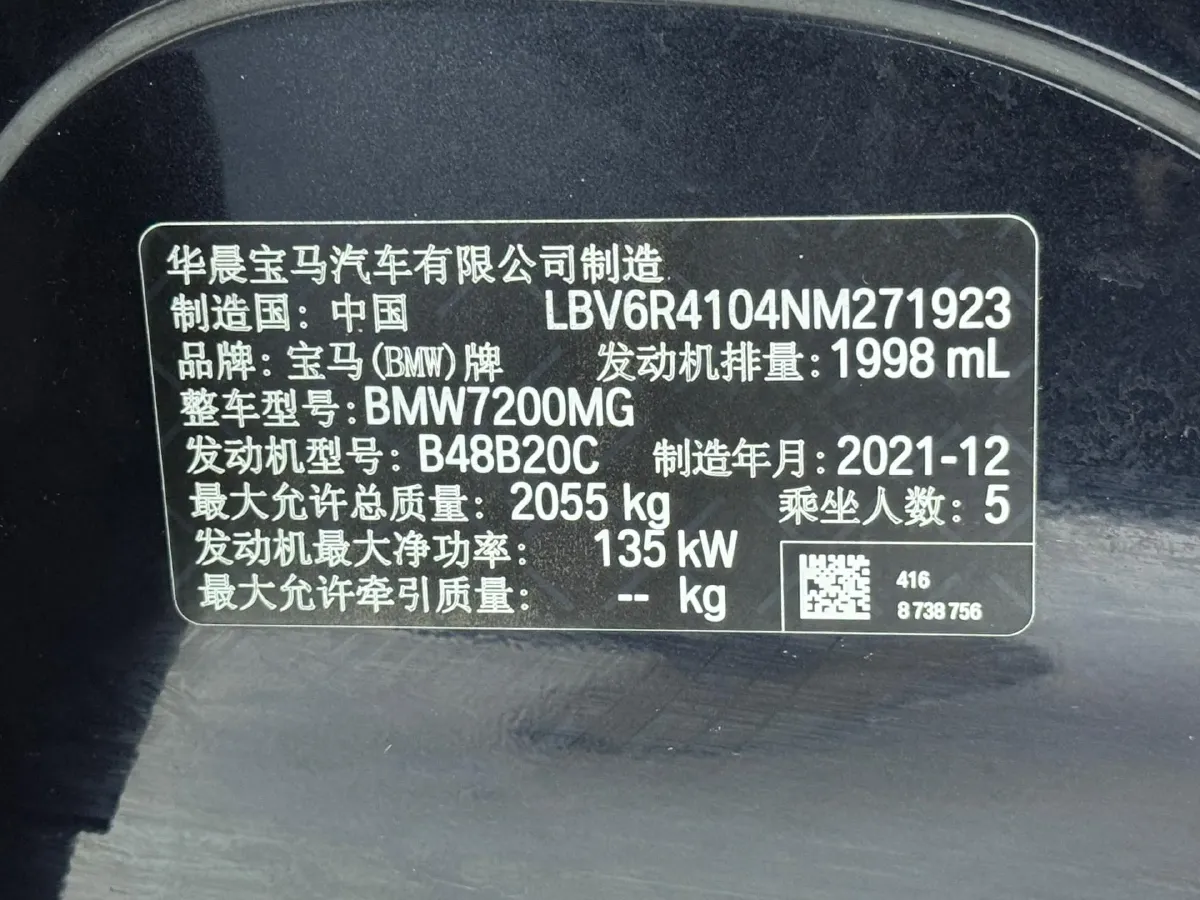 华晨宝马汽车有限公司制造
制造国：中国 LBV6R4104NM271923
品牌：宝马(BMW)牌 发动机排量：1998 mL
整车型号：BMW7200MG
发动机型号：B48B20C 制造年月：2021-12
最大允许总质量：2055 kg 乘坐人数：5
发动机最大净功率：135 kW
最大允许牵引质量：-- kg
416
8 738 756